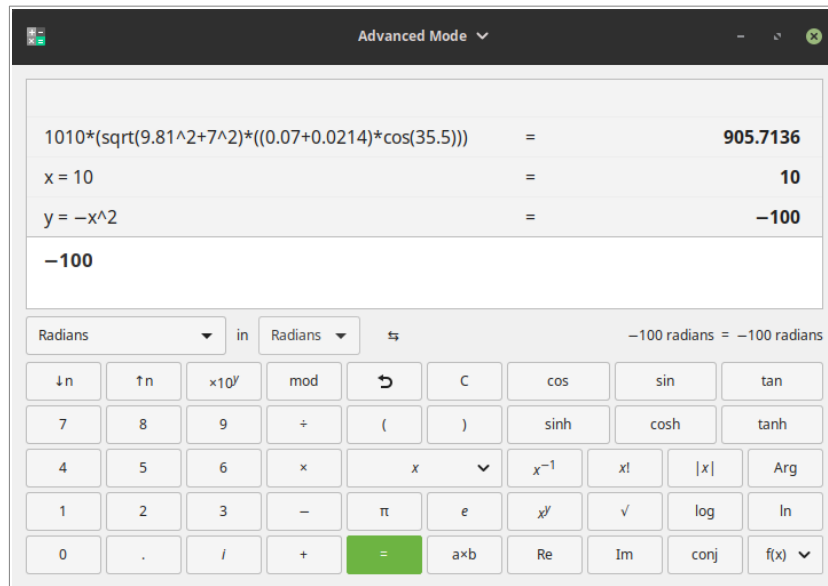 Advanced Mode
1010*(sqrt(9.81^2+7^2)*((0.07+0.0214)*cos(35.5))) = 905.7136
x = 10 = 10
y = −x^2 = −100
−100
Radians in Radians ⇆ −100 radians = −100 radians
↓n ↑n ×10^y mod C cos sin tan
7 8 9 ÷ ( ) sinh cosh tanh
4 5 6 × x x⁻¹ x! |x| Arg
1 2 3 − π e x^y √ log ln
0 . i + = a×b Re Im conj f(x)